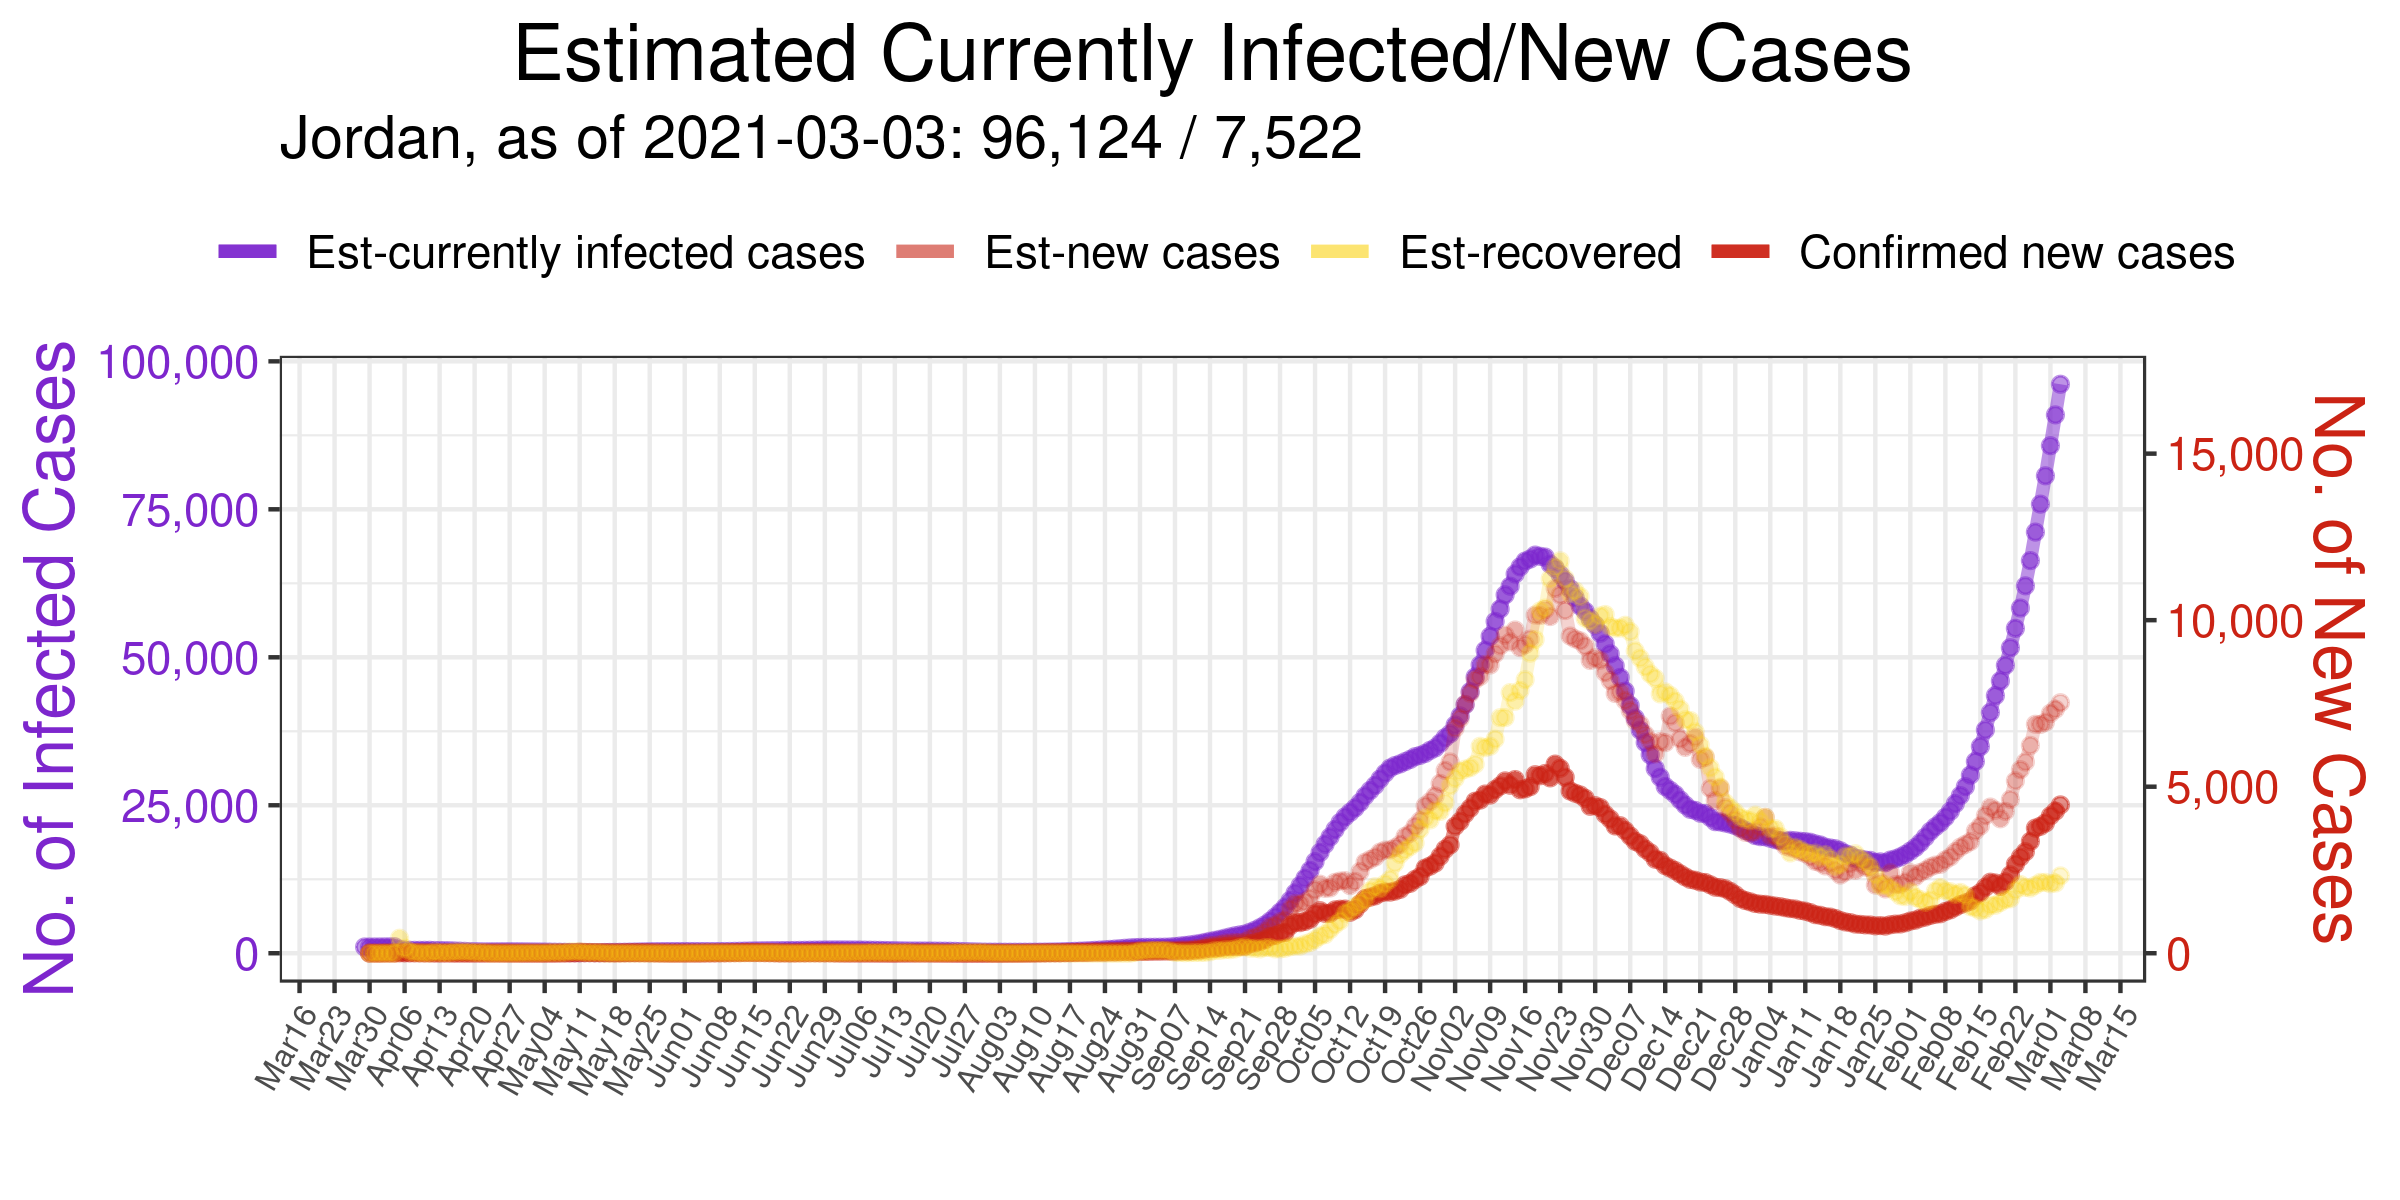 Estimated Currently Infected/New Cases
Jordan, as of 2021-03-03: 96,124 / 7,522
Est-currently infected cases Est-new cases Est-recovered Confirmed new cases
No. of Infected Cases
100,000
75,000
50,000
25,000
0
15,000
10,000
5,000
0
No. of New Cases
Mar16 Mar23 Mar30 Apr06 Apr13 Apr20 Apr27 May04 May11 May18 May25 Jun01 Jun08 Jun15 Jun22 Jun29 Jul06 Jul13 Jul20 Jul27 Aug03 Aug10 Aug17 Aug24 Aug31 Sep07 Sep14 Sep21 Sep28 Oct05 Oct12 Oct19 Oct26 Nov02 Nov09 Nov16 Nov23 Nov30 Dec07 Dec14 Dec21 Dec28 Dec04 Jan11 Jan18 Jan25 Feb01 Feb08 Feb15 Feb22 Mar01 Mar08 Mar15